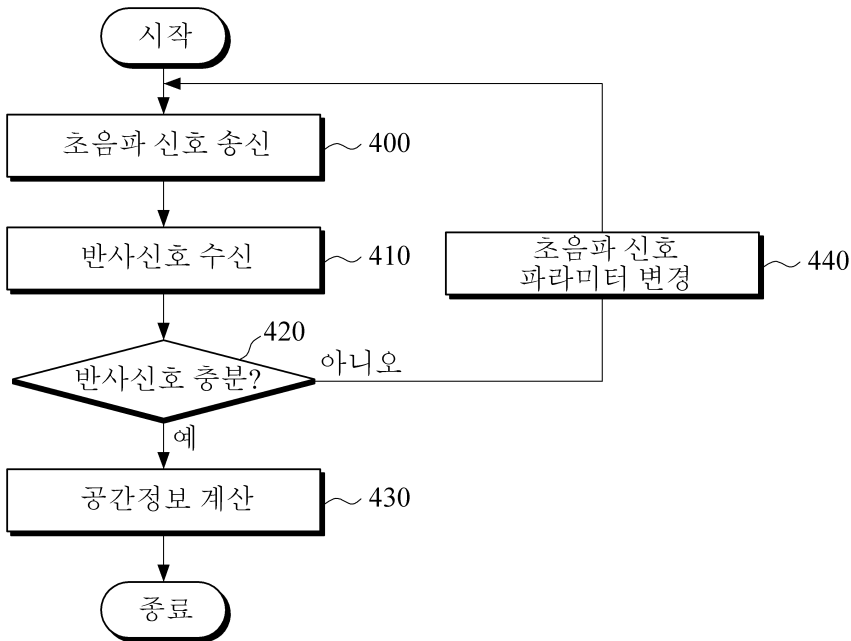 시작
초음파 신호 송신
400
반사신호 수신
410
초음파 신호
파라미터 변경
440
420
반사신호 충분?
아니오
예
공간정보 계산
430
종료